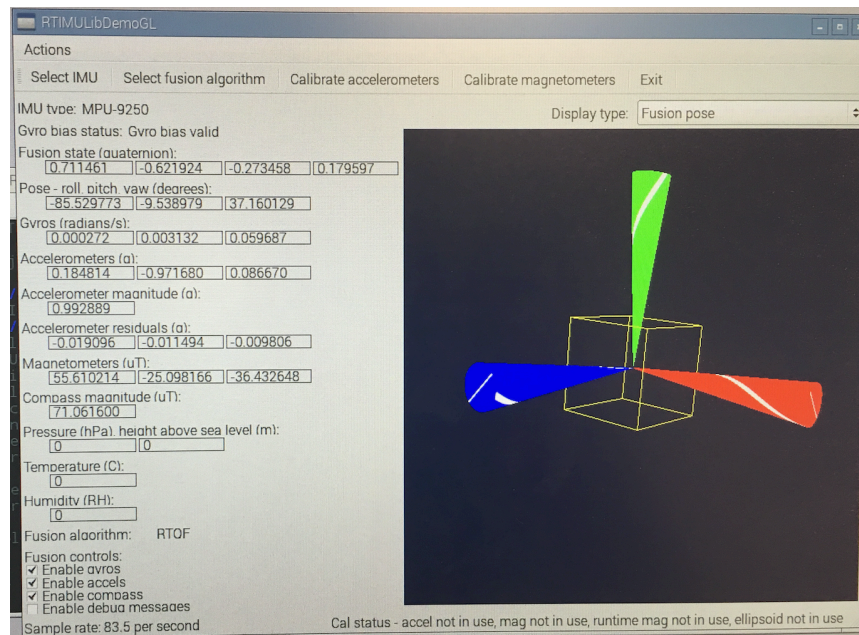 RTIMULibDemoGL
Actions
Select IMU Select fusion algorithm Calibrate accelerometers Calibrate magnetometers Exit
IMU type: MPU-9250
Display type: Fusion pose
Gyro bias status: Gyro bias valid
Fusion state (quaternion):
0.711461 -0.621924 -0.273458 0.179597
Pose - roll, pitch, yaw (degrees):
-85.529773 -9.538979 37.160129
Gyros (radians/s):
0.000272 0.003132 0.059687
Accelerometers (g):
0.184814 -0.971680 0.086670
Accelerometer magnitude (g):
0.992889
Accelerometer residuals (g):
-0.019096 -0.011494 -0.009806
Magnetometers (uT):
55.610214 -25.098166 -36.432648
Compass magnitude (uT):
71.061600
Pressure (hPa), height above sea level (m):
0 0
Temperature (C):
0
Humidity (RH):
0
Fusion algorithm: RTQF
Fusion controls:
Enable gyros
Enable accels
Enable compass
Enable debug messages
Sample rate: 83.5 per second
Cal status - accel not in use, mag not in use, runtime mag not in use, ellipsoid not in use